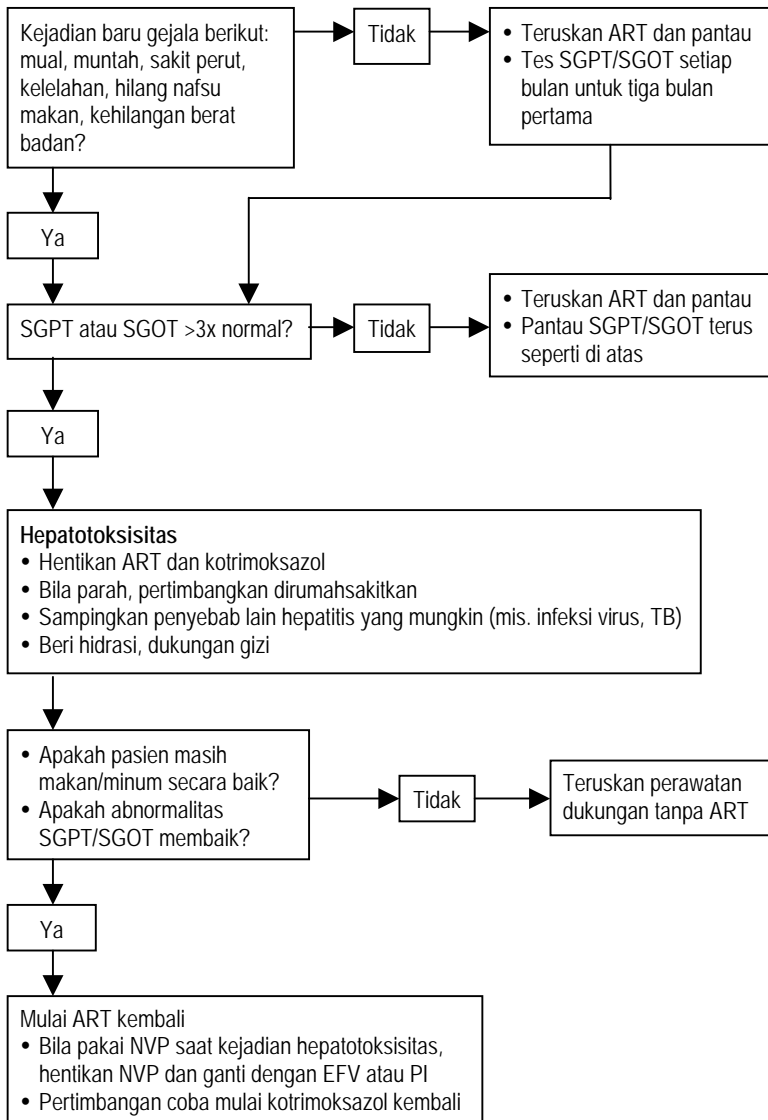 Kejadian baru gejala berikut:
mual, muntah, sakit perut,
kelelahan, hilang nafsu
makan, kehilangan berat
badan?
Tidak
• Teruskan ART dan pantau
• Tes SGPT/SGOT setiap
bulan untuk tiga bulan
pertama
Ya
SGPT atau SGOT >3x normal?
Tidak
• Teruskan ART dan pantau
• Pantau SGPT/SGOT terus
seperti di atas
Ya
Hepatotoksisitas
• Hentikan ART dan kotrimoksazol
• Bila parah, pertimbangkan dirumahsakitkan
• Sampingkan penyebab lain hepatitis yang mungkin (mis. infeksi virus, TB)
• Beri hidrasi, dukungan gizi
• Apakah pasien masih
makan/minum secara baik?
• Apakah abnormalitas
SGPT/SGOT membaik?
Tidak
Teruskan perawatan
dukungan tanpa ART
Ya
Mulai ART kembali
• Bila pakai NVP saat kejadian hepatotoksisitas,
hentikan NVP dan ganti dengan EFV atau PI
• Pertimbangan coba mulai kotrimoksazol kembali